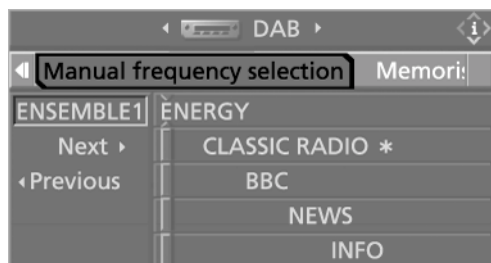 DAB
Manual frequency selection Memori
ENSEMBLE1 ENERGY
Next CLASSIC RADIO *
Previous BBC
NEWS
INFO